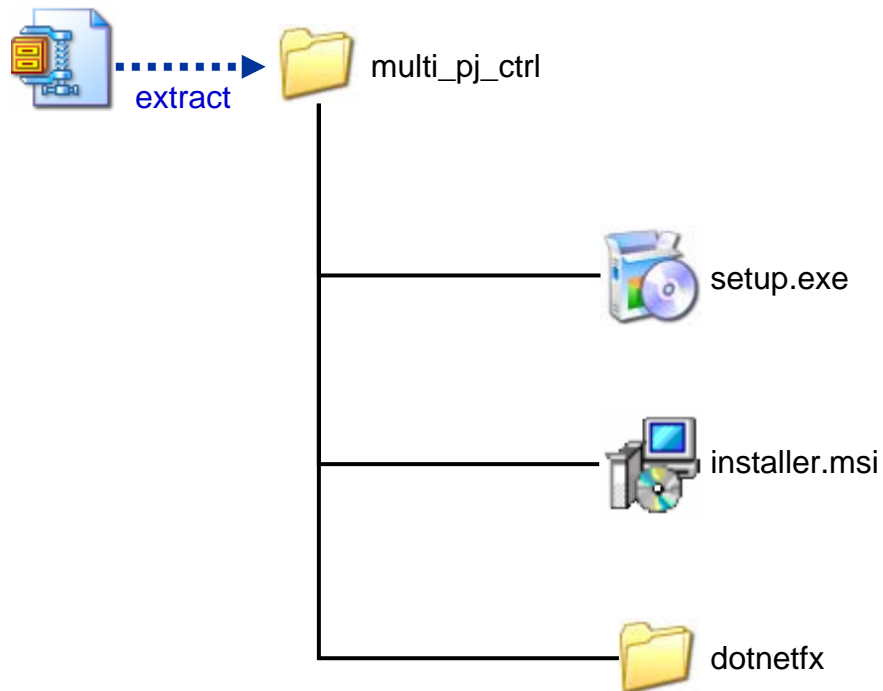 multi_pj_ctrl
extract
setup.exe
installer.msi
dotnetfx